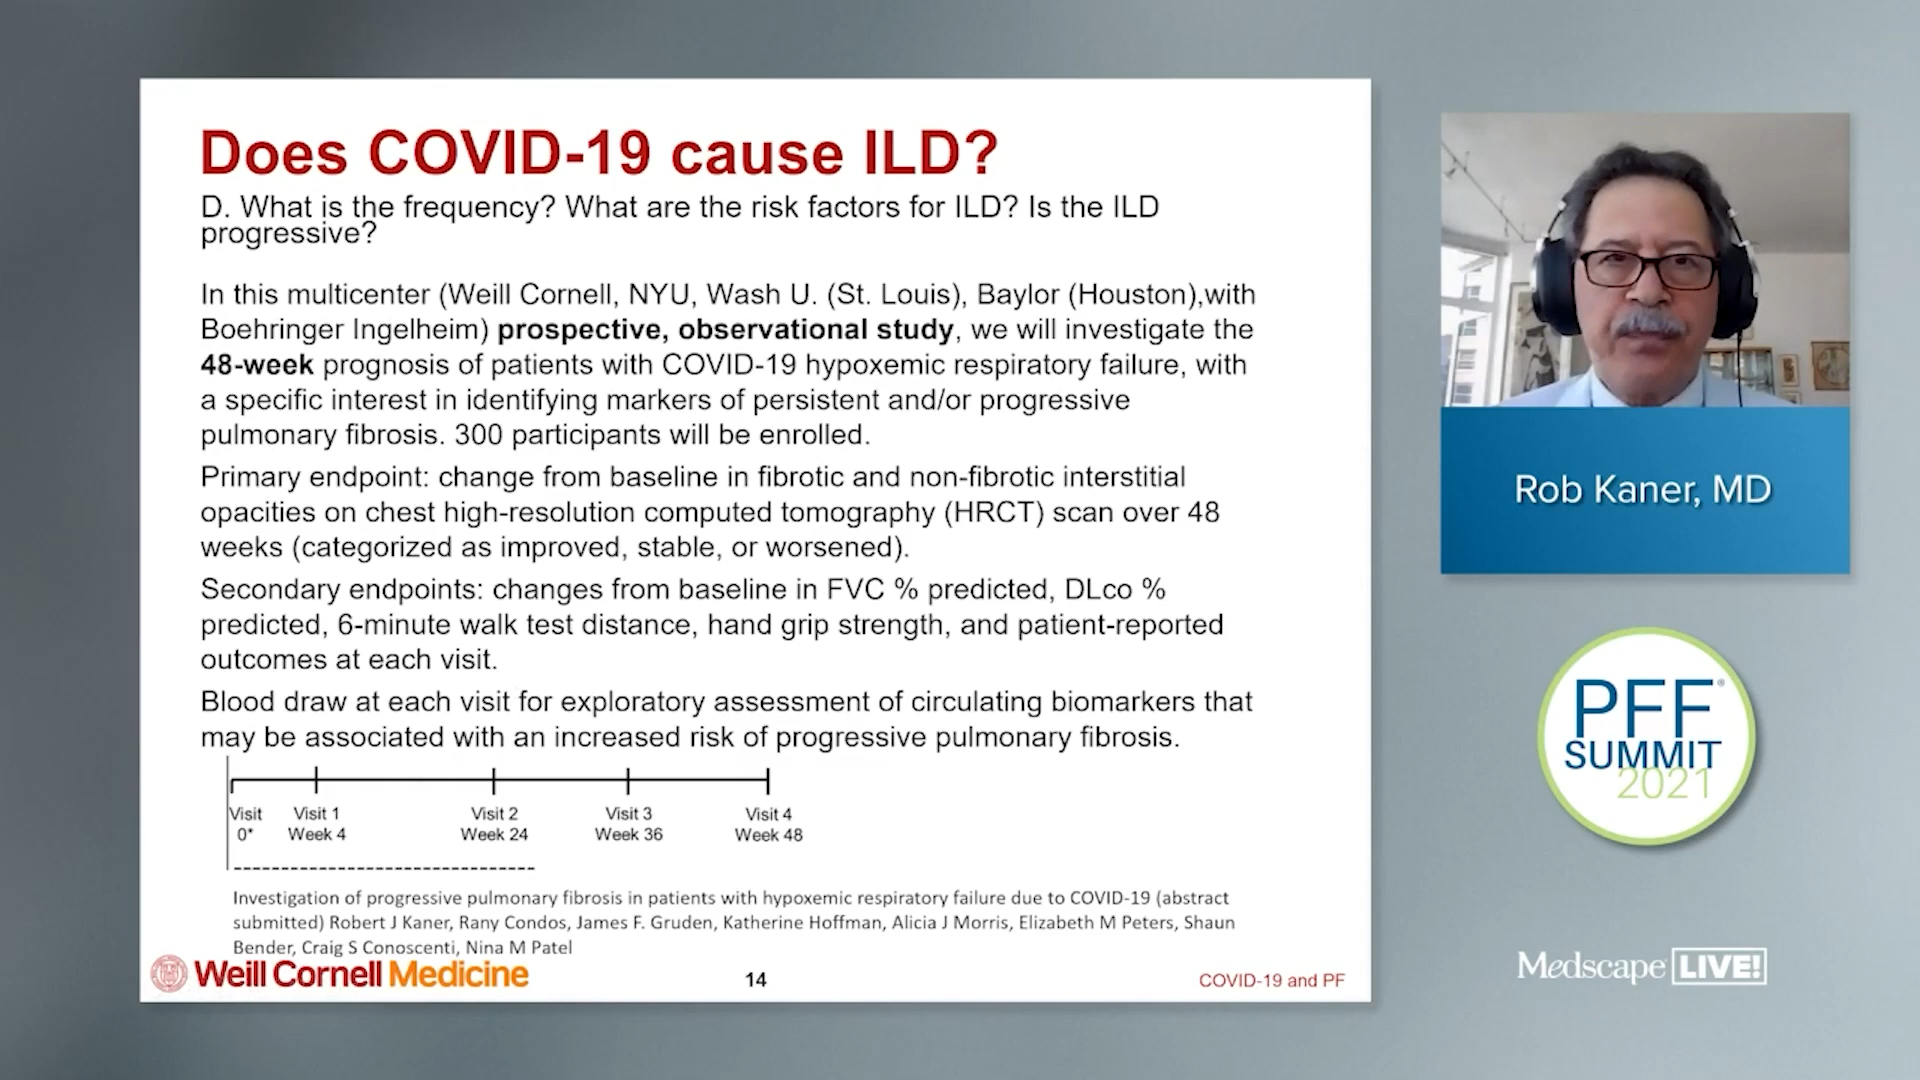 Does COVID-19 cause ILD?
D. What is the frequency? What are the risk factors for ILD? Is the ILD
progressive?
In this multicenter (Weill Cornell, NYU, Wash U. (St. Louis), Baylor (Houston),with
Boehringer Ingelheim) prospective, observational study, we will investigate the
48-week prognosis of patients with COVID-19 hypoxemic respiratory failure, with
a specific interest in identifying markers of persistent and/or progressive
pulmonary fibrosis. 300 participants will be enrolled.
Primary endpoint: change from baseline in fibrotic and non-fibrotic interstitial
opacities on chest high-resolution computed tomography (HRCT) scan over 48
weeks (categorized as improved, stable, or worsened).
Secondary endpoints: changes from baseline in FVC % predicted, DLco %
predicted, 6-minute walk test distance, hand grip strength, and patient-reported
outcomes at each visit.
Blood draw at each visit for exploratory assessment of circulating biomarkers that
may be associated with an increased risk of progressive pulmonary fibrosis.
Visit Visit 1 Visit 2 Visit 3 Visit 4
0* Week 4 Week 24 Week 36 Week 48
Investigation of progressive pulmonary fibrosis in patients with hypoxemic respiratory failure due to COVID-19 (abstract
submitted) Robert J Kaner, Rany Condos, James F. Gruden, Katherine Hoffman, Alicia J Morris, Elizabeth M Peters, Shaun
Bender, Craig S Conoscenti, Nina M Patel
Weill Cornell Medicine
14
COVID-19 and PF
Rob Kaner, MD
PFF®
SUMMIT
2021
Medscape LIVE!